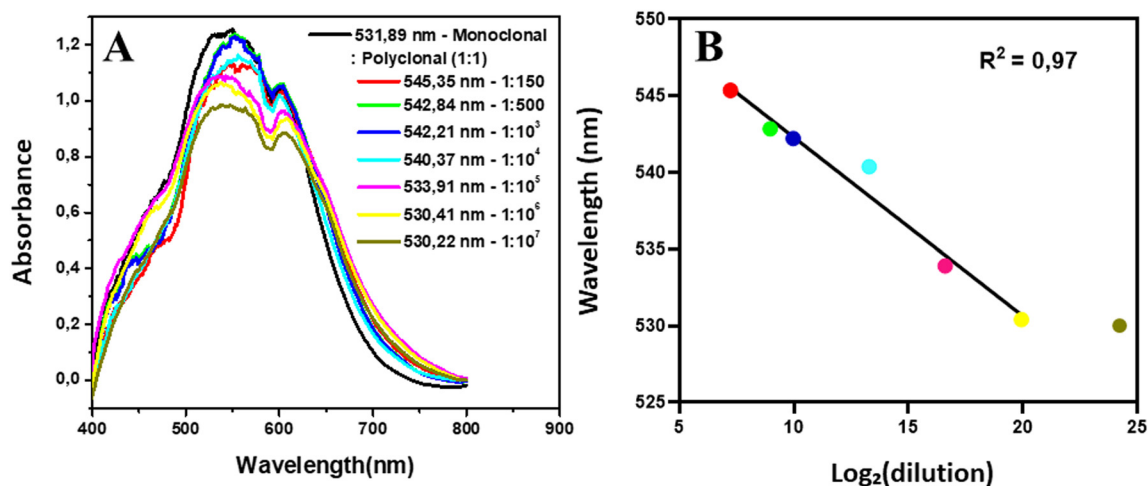 A
531,89 nm - Monoclonal
: Polyclonal (1:1)
545,35 nm - 1:150
542,84 nm - 1:500
542,21 nm - 1:10³
540,37 nm - 1:10⁴
533,91 nm - 1:10⁵
530,41 nm - 1:10⁶
530,22 nm - 1:10⁷
Absorbance
1,2
1,0
0,8
0,6
0,4
0,2
0,0
400 500 600 700 800 900
Wavelength(nm)
B
R² = 0,97
Wavelength (nm)
550
545
540
535
530
525
5 10 15 20 25
Log₂(dilution)